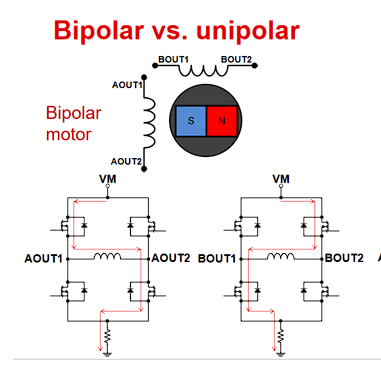 Bipolar vs. unipolar
BOUT1 BOUT2
AOUT1
Bipolar
motor
S N
AOUT2
VM VM
AOUT1 AOUT2 BOUT1 BOUT2 A